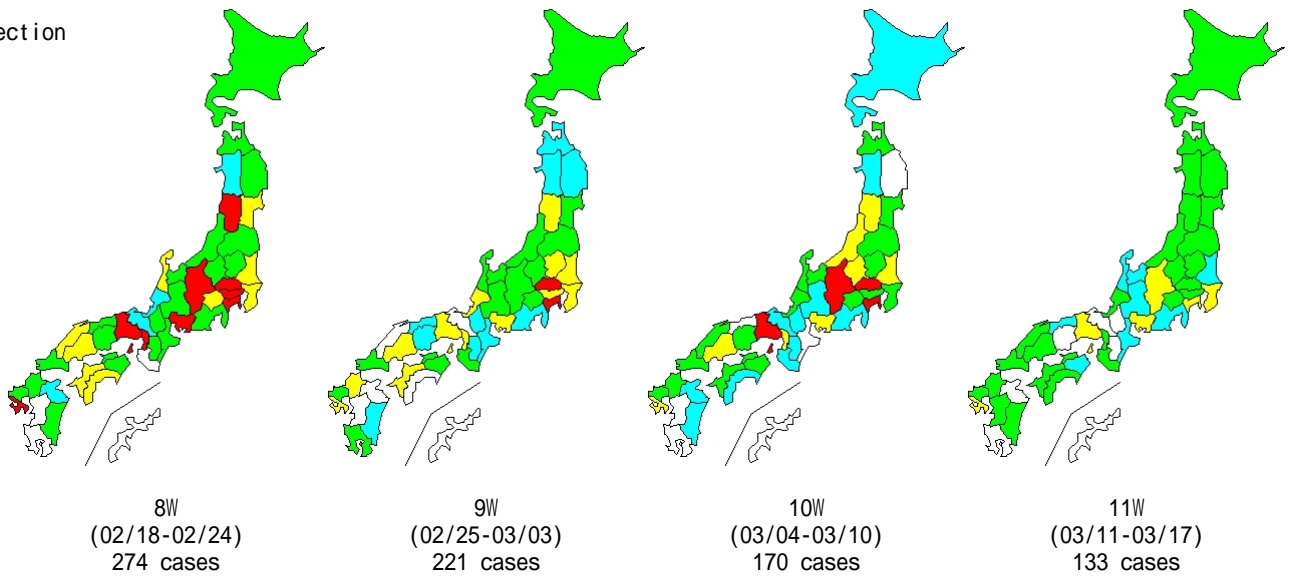 ection
8W
(02/18-02/24)
274 cases
9W
(02/25-03/03)
221 cases
10W
(03/04-03/10)
170 cases
11W
(03/11-03/17)
133 cases